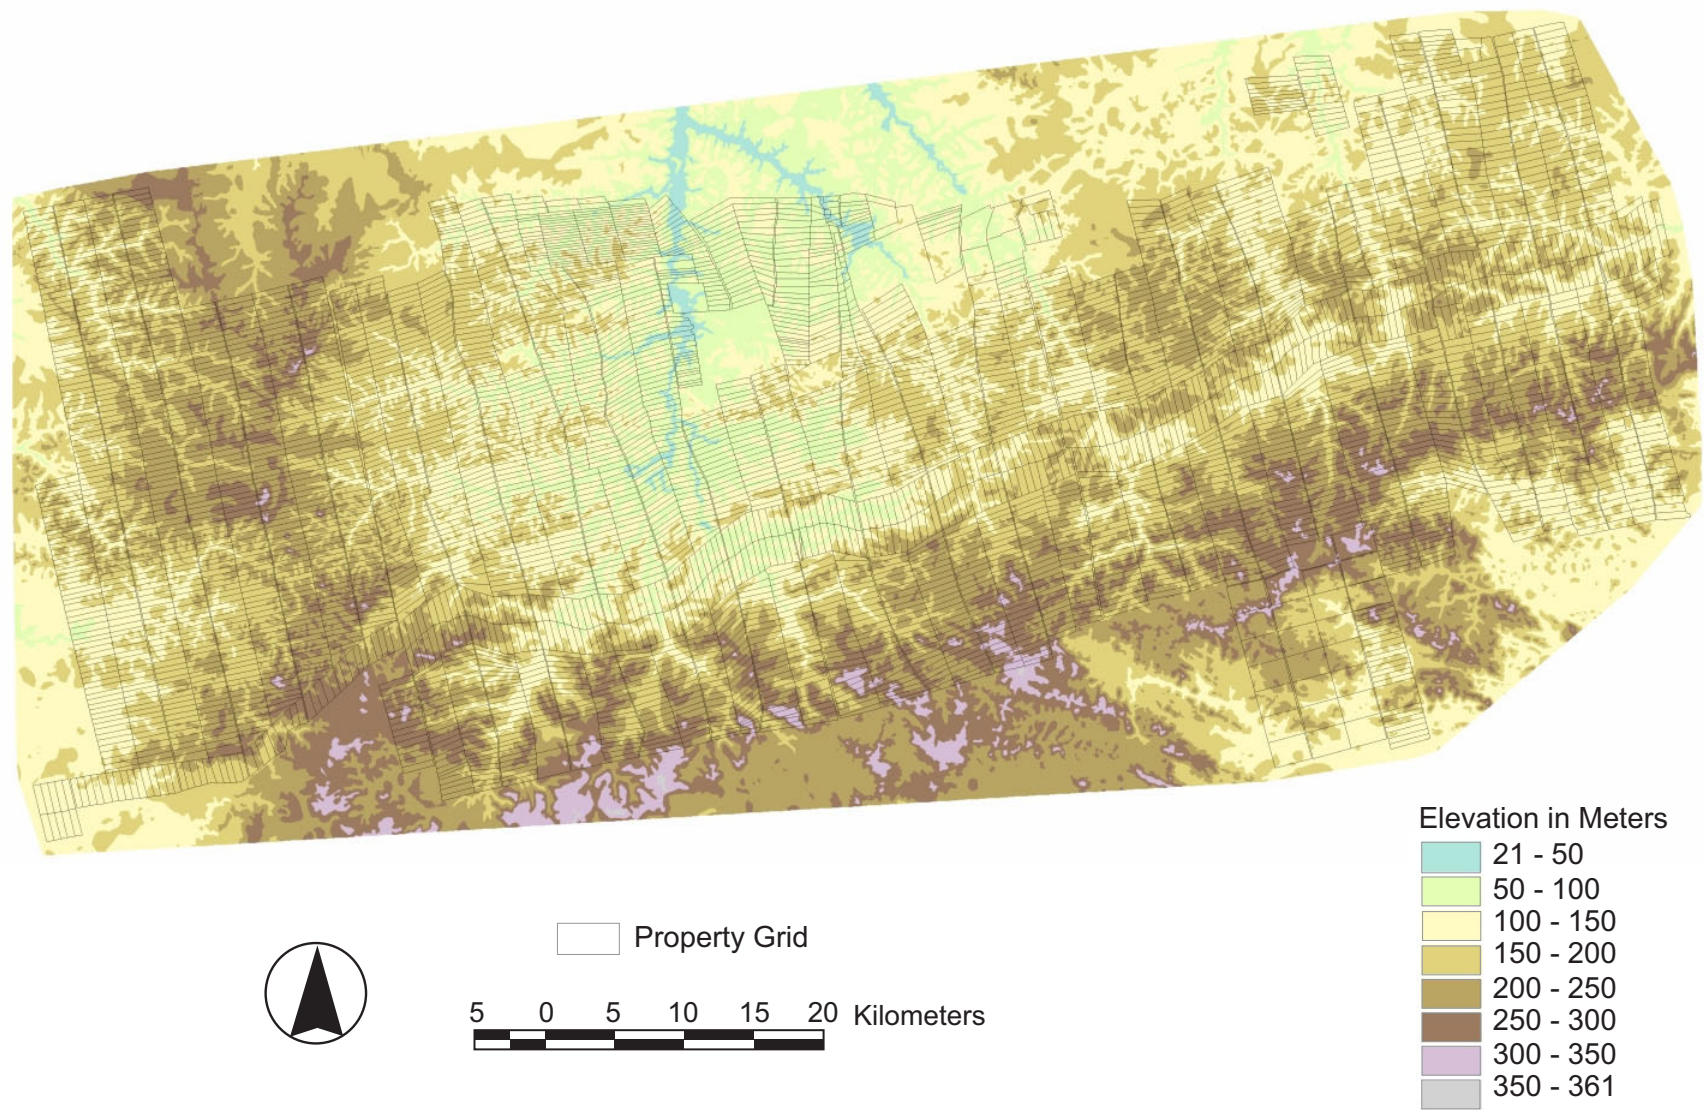 Elevation in Meters
21 - 50
50 - 100
100 - 150
150 - 200
200 - 250
250 - 300
300 - 350
350 - 361
Property Grid
5 0 5 10 15 20 Kilometers